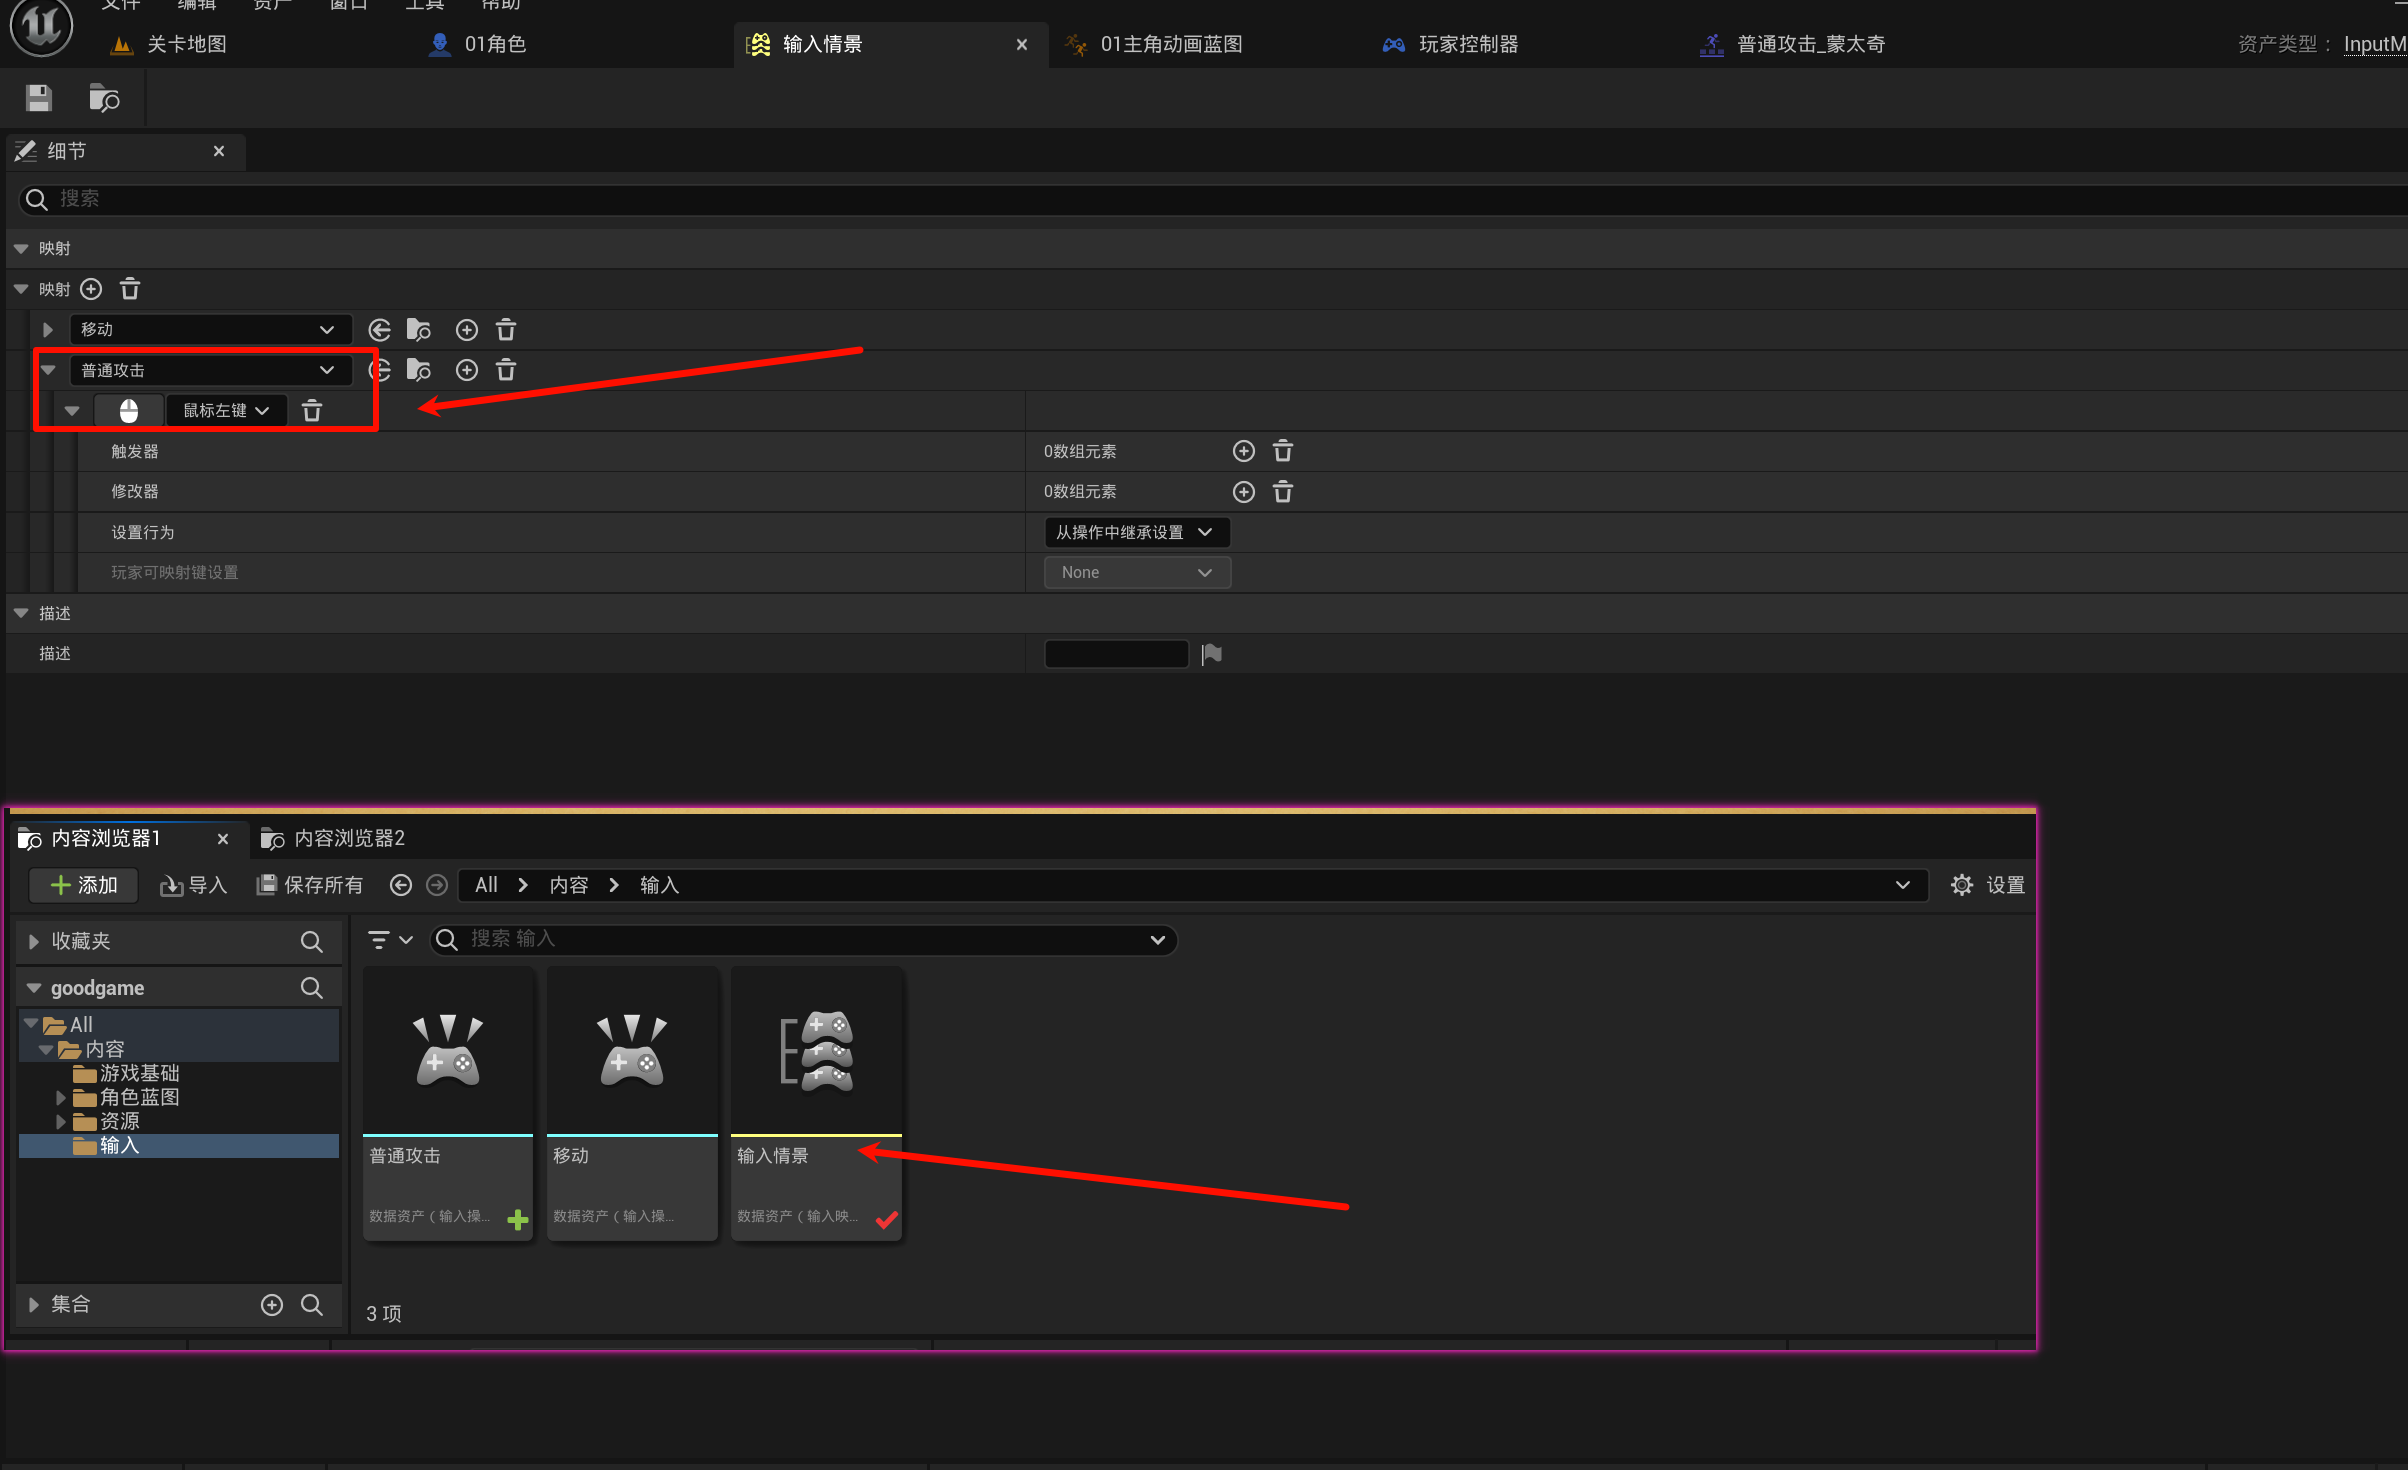 文件 编辑 资产 窗口 工具 帮助
关卡地图 01角色 输入情景 01主角动画蓝图 玩家控制器 普通攻击_蒙太奇 资产类型： InputM
细节
搜索
映射
映射
移动
普通攻击
鼠标左键
触发器 0数组元素
修改器 0数组元素
设置行为 从操作中继承设置
玩家可映射键设置 None
描述
描述
内容浏览器1 内容浏览器2
添加 导入 保存所有 All 内容 输入 设置
收藏夹 搜索 输入
goodgame
All
内容
游戏基础
角色蓝图
资源
输入
普通攻击 移动 输入情景
数据资产（输入操... 数据资产（输入操... 数据资产（输入映...
集合
3 项